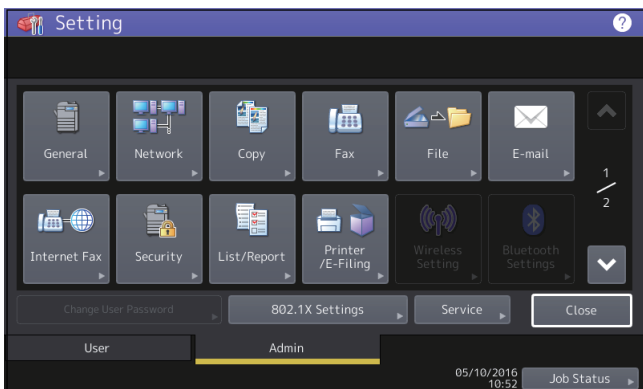 Setting
?
General
Network
Copy
Fax
File
E-mail
1
2
Internet Fax
Security
List/Report
Printer
/E-Filing
Wireless
Setting
Bluetooth
Settings
Change User Password
802.1X Settings
Service
Close
User
Admin
05/10/2016
10:52
Job Status